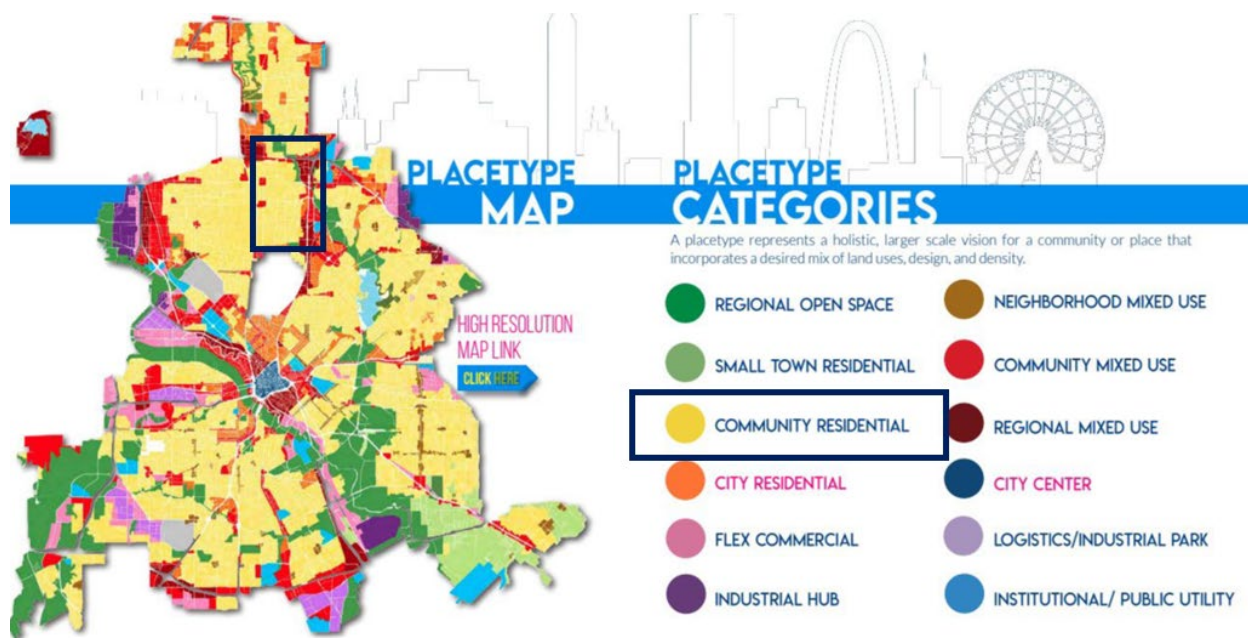 PLACETYPE
MAP
HIGH RESOLUTION
MAP LINK
CLICK HERE
PLACETYPE
CATEGORIES
A placetype represents a holistic, larger scale vision for a community or place that
incorporates a desired mix of land uses, design, and density.
REGIONAL OPEN SPACE
SMALL TOWN RESIDENTIAL
COMMUNITY RESIDENTIAL
CITY RESIDENTIAL
FLEX COMMERCIAL
INDUSTRIAL HUB
NEIGHBORHOOD MIXED USE
COMMUNITY MIXED USE
REGIONAL MIXED USE
CITY CENTER
LOGISTICS/INDUSTRIAL PARK
INSTITUTIONAL/ PUBLIC UTILITY